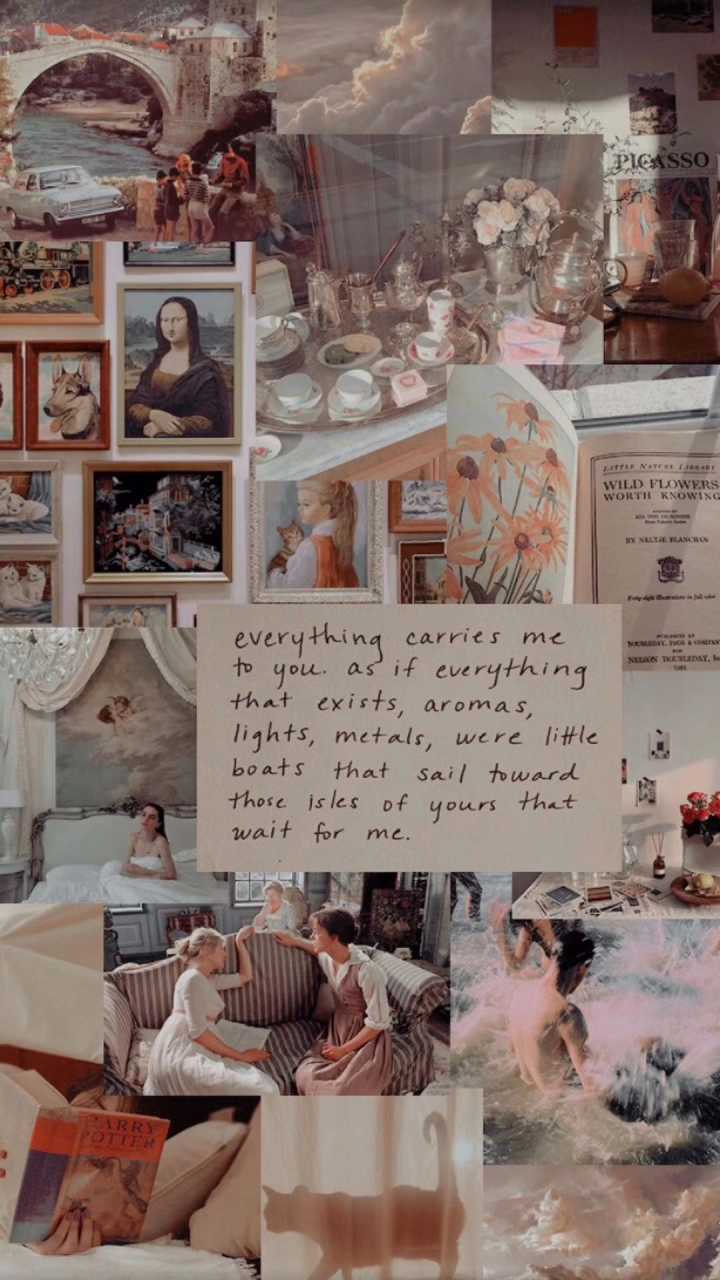 PICASSO
LITTLE NATURE LIBRARY
WILD FLOWERS
WORTH KNOWING
BY NELTJE BLANCHAN
NELSON DOUBLEDAY,
everything carries me
to you. as if everything
that exists, aromas,
lights, metals, were little
boats that sail toward
those isles of yours that
wait for me.
HARRY
POTTER